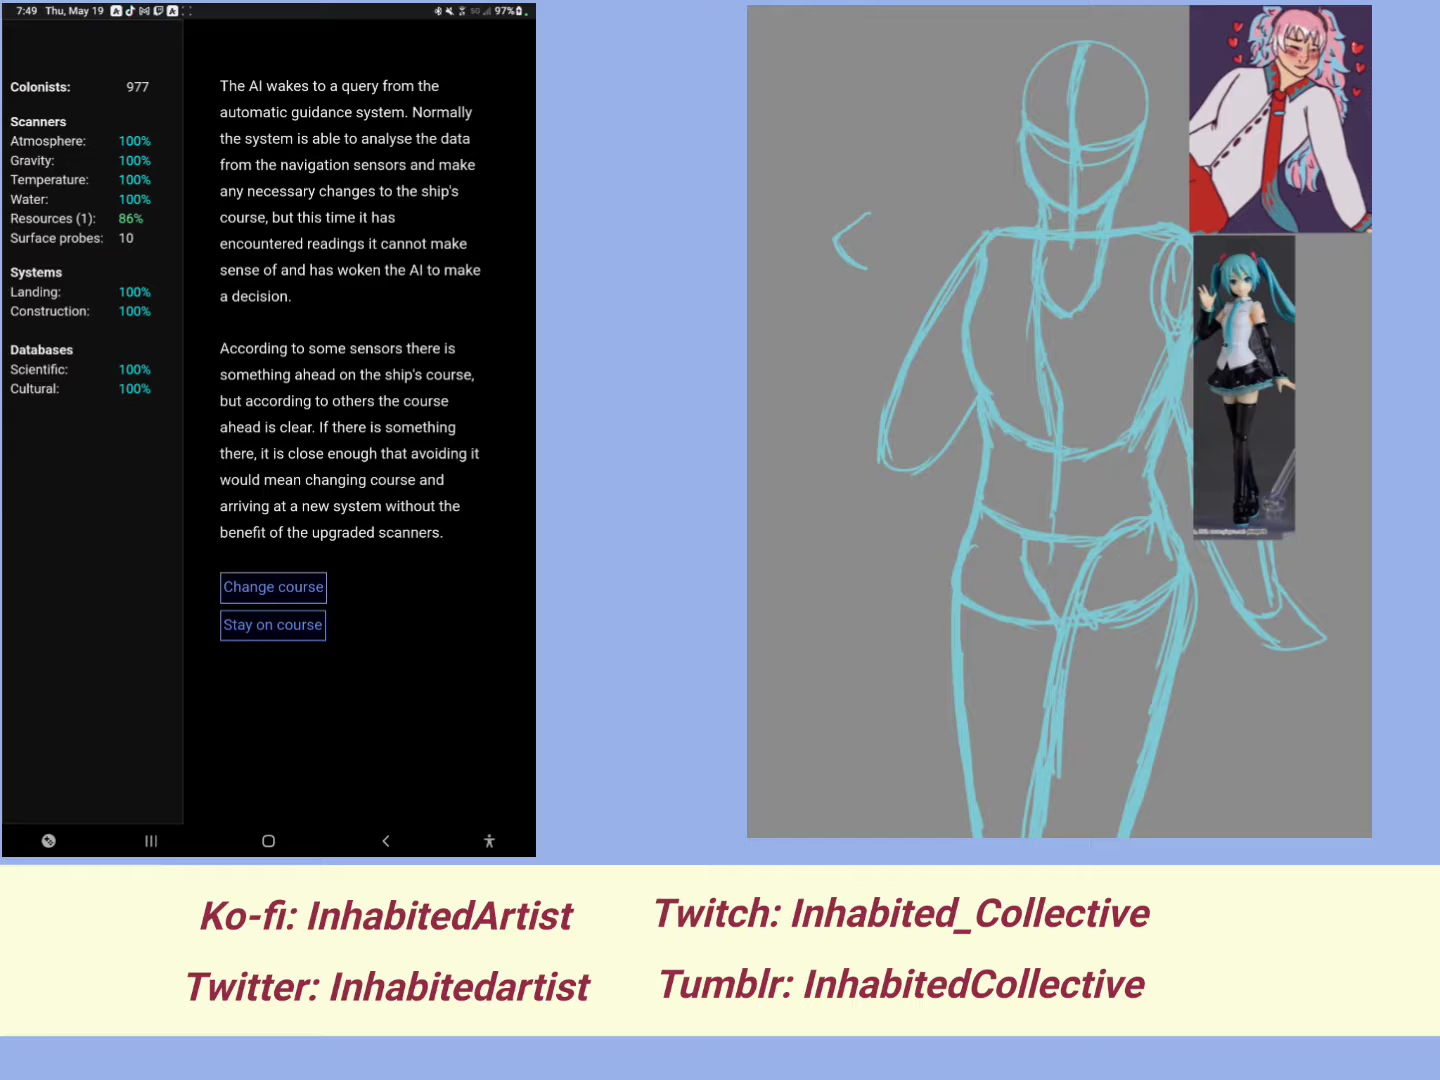 7:49 Thu, May 19
97%
Colonists: 977
Scanners
Atmosphere: 100%
Gravity: 100%
Temperature: 100%
Water: 100%
Resources (1): 86%
Surface probes: 10
Systems
Landing: 100%
Construction: 100%
Databases
Scientific: 100%
Cultural: 100%
The AI wakes to a query from the
automatic guidance system. Normally
the system is able to analyse the data
from the navigation sensors and make
any necessary changes to the ship's
course, but this time it has
encountered readings it cannot make
sense of and has woken the AI to make
a decision.
According to some sensors there is
something ahead on the ship's course,
but according to others the course
ahead is clear. If there is something
there, it is close enough that avoiding it
would mean changing course and
arriving at a new system without the
benefit of the upgraded scanners.
Change course
Stay on course
Ko-fi: InhabitedArtist
Twitch: Inhabited_Collective
Twitter: Inhabitedartist
Tumblr: InhabitedCollective